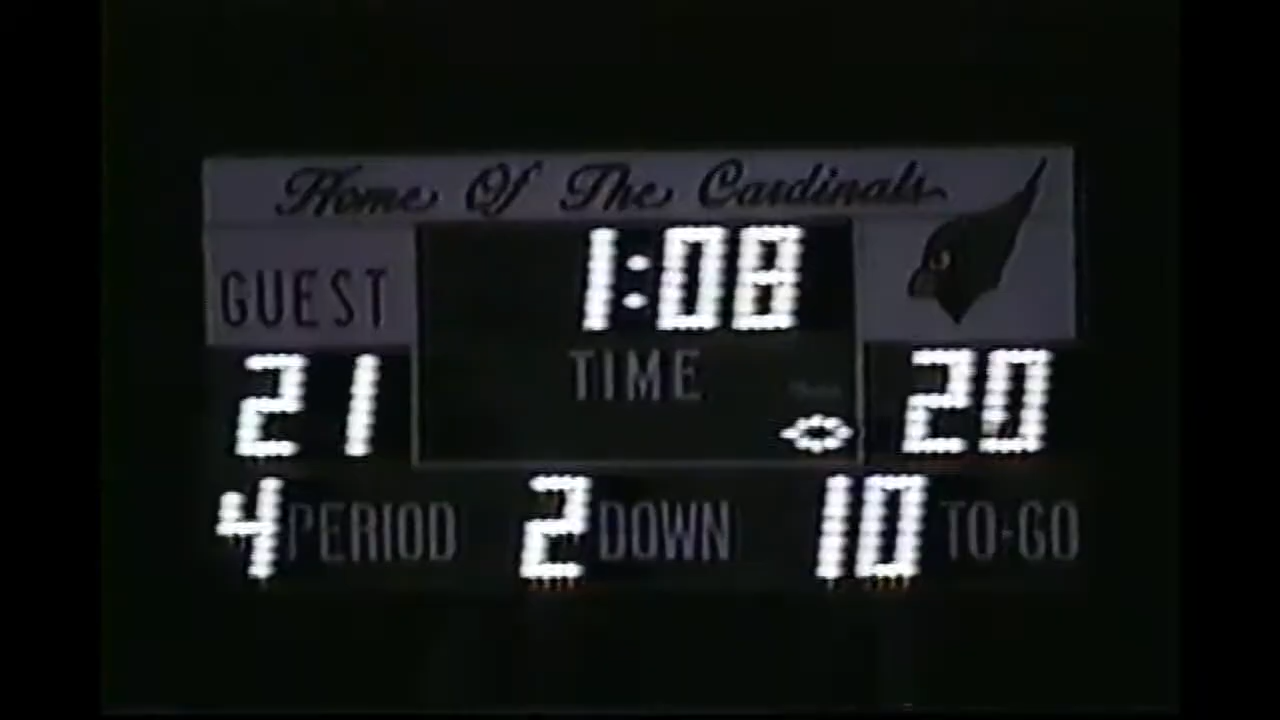 Home Of The Cardinals
1:08
GUEST
TIME
21
20
4 PERIOD 2 DOWN 10 TO-GO